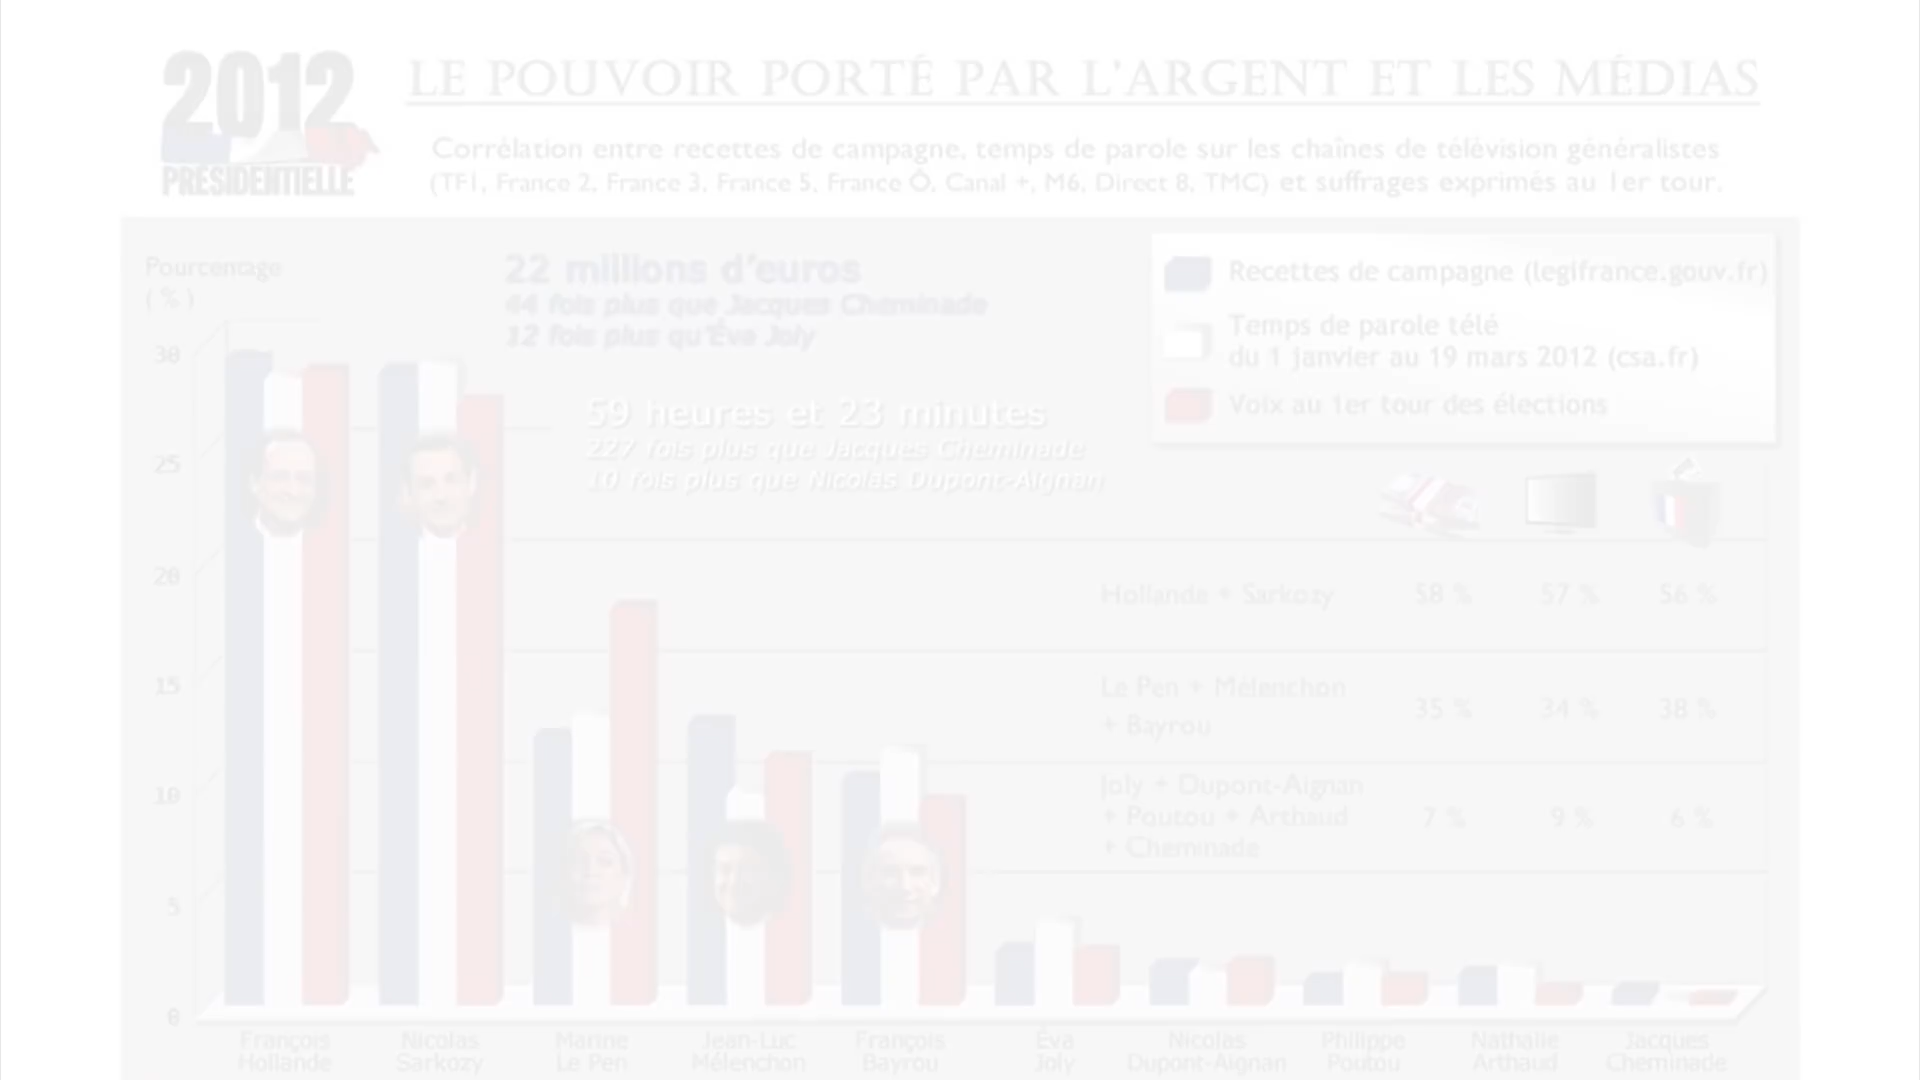 2012
PRÉSIDENTIELLE
LE POUVOIR PORTÉ PAR L'ARGENT ET LES MÉDIAS
Corrélation entre recettes de campagne, temps de parole sur les chaînes de télévision généralistes
(TF1, France 2, France 3, France 5, France Ô, Canal +, M6, Direct 8, TMC) et suffrages exprimés au 1er tour.
Pourcentage
(%)
22 millions d'euros
44 fois plus que Jacques Cheminade
12 fois plus qu'Éva Joly
59 heures et 23 minutes
227 fois plus que Jacques Cheminade
10 fois plus que Nicolas Dupont-Aignan
Recettes de campagne (legifrance.gouv.fr)
Temps de parole télé
du 1 janvier au 19 mars 2012 (csa.fr)
Voix au 1er tour des élections
30
25
20
15
10
5
0
Hollande + Sarkozy 58 % 57 % 56 %
Le Pen + Mélenchon
+ Bayrou 35 % 34 % 38 %
Joly + Dupont-Aignan
+ Poutou + Arthaud 7 % 9 % 6 %
+ Cheminade
François
Hollande
Nicolas
Sarkozy
Marine
Le Pen
Jean-Luc
Mélenchon
François
Bayrou
Éva
Joly
Nicolas
Dupont-Aignan
Philippe
Poutou
Nathalie
Arthaud
Jacques
Cheminade